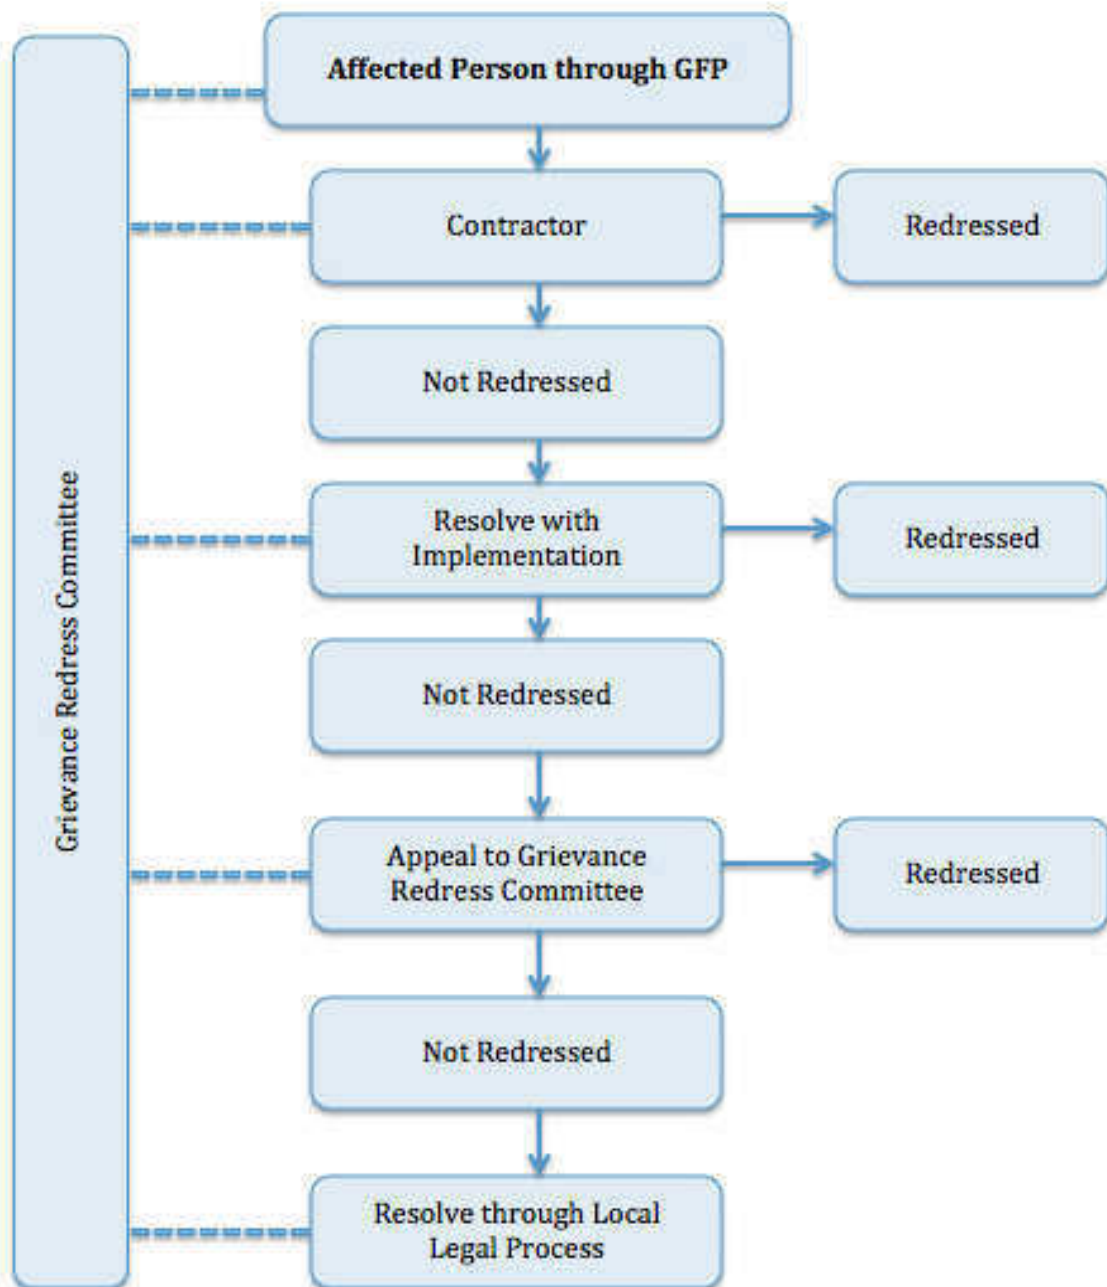 Affected Person through GFP
Contractor
Redressed
Not Redressed
Resolve with
Implementation
Redressed
Not Redressed
Appeal to Grievance
Redress Committee
Redressed
Not Redressed
Resolve through Local
Legal Process
Grievance Redress Committee